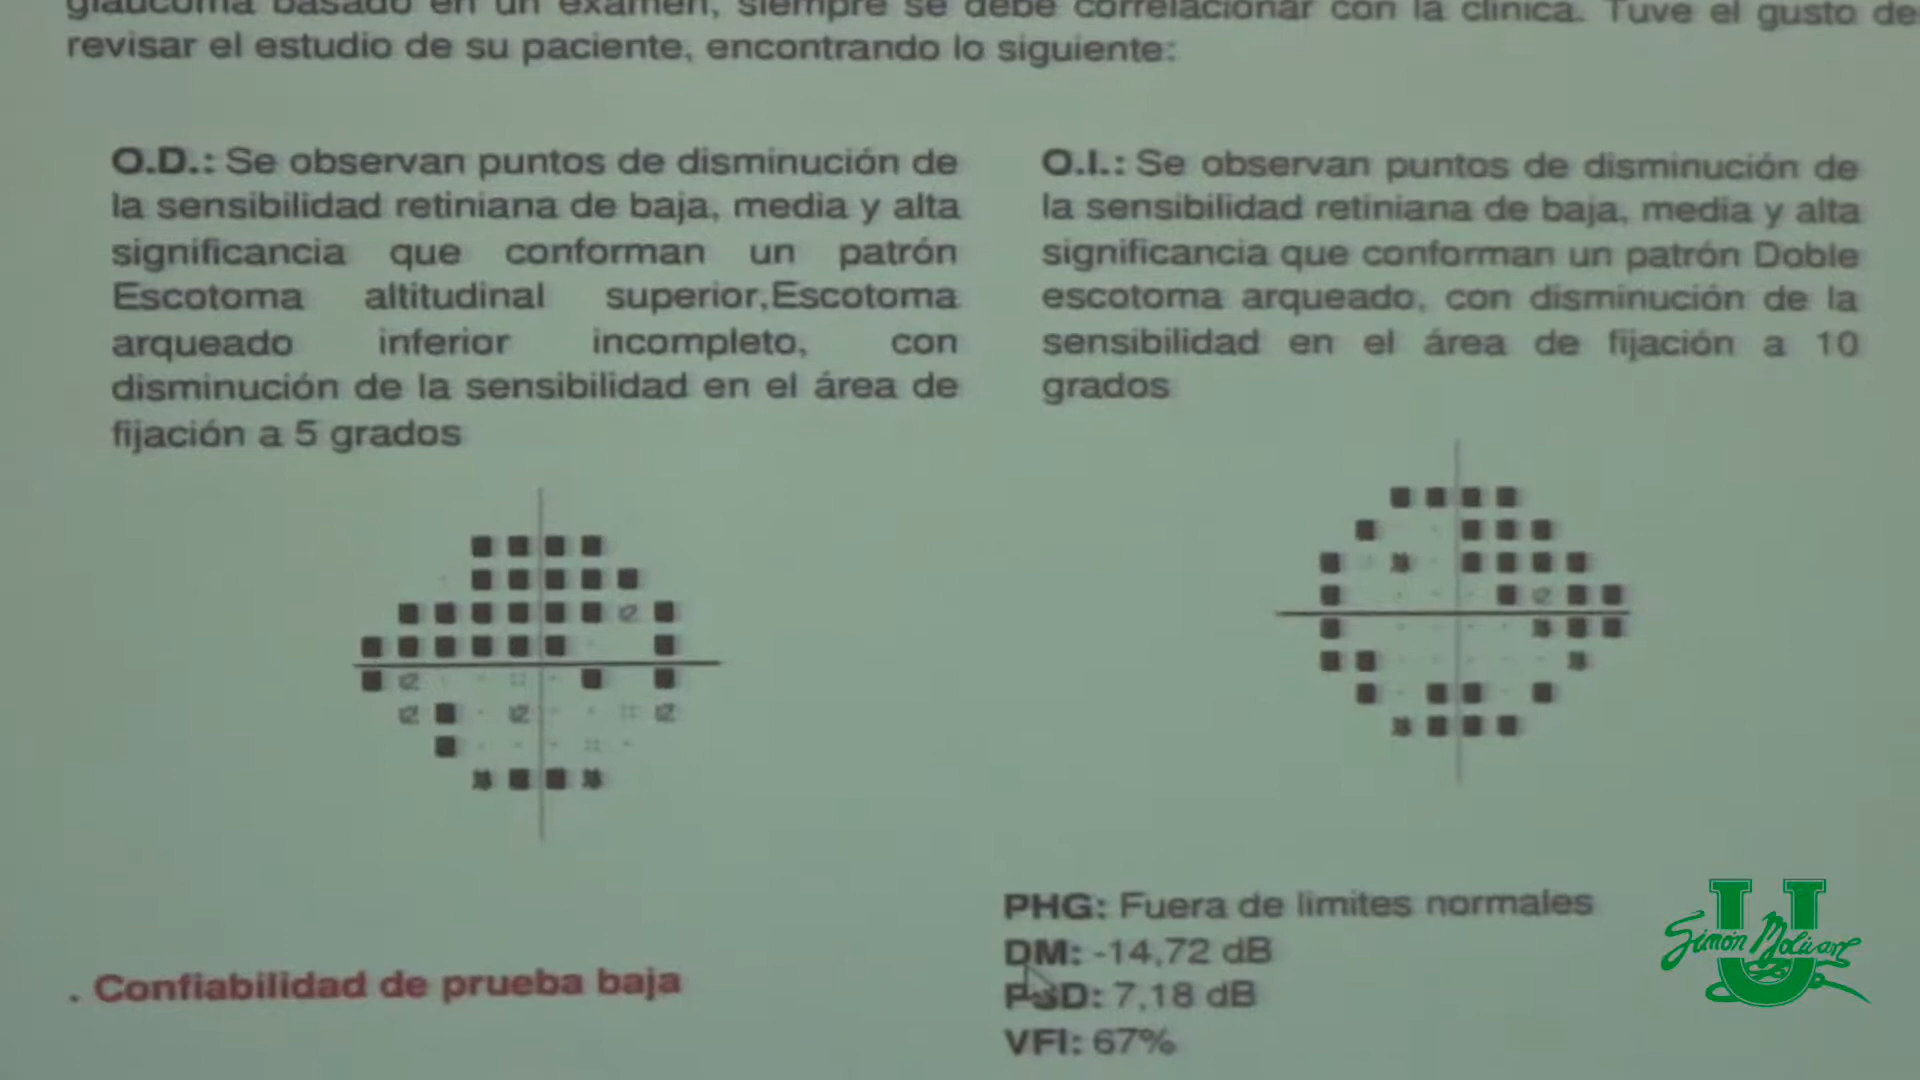 glaucoma basado en un examen, siempre se debe correlacionar con la clínica. Tuve el gusto de
revisar el estudio de su paciente, encontrando lo siguiente:
O.D.: Se observan puntos de disminución de
la sensibilidad retiniana de baja, media y alta
significancia que conforman un patrón
Escotoma altitudinal superior,Escotoma
arqueado inferior incompleto, con
disminución de la sensibilidad en el área de
fijación a 5 grados
O.I.: Se observan puntos de disminución de
la sensibilidad retiniana de baja, media y alta
significancia que conforman un patrón Doble
escotoma arqueado, con disminución de la
sensibilidad en el área de fijación a 10
grados
. Confiabilidad de prueba baja
PHG: Fuera de limites normales
DM: -14,72 dB
PSD: 7,18 dB
VFI: 67%
U
Simón Bolívar